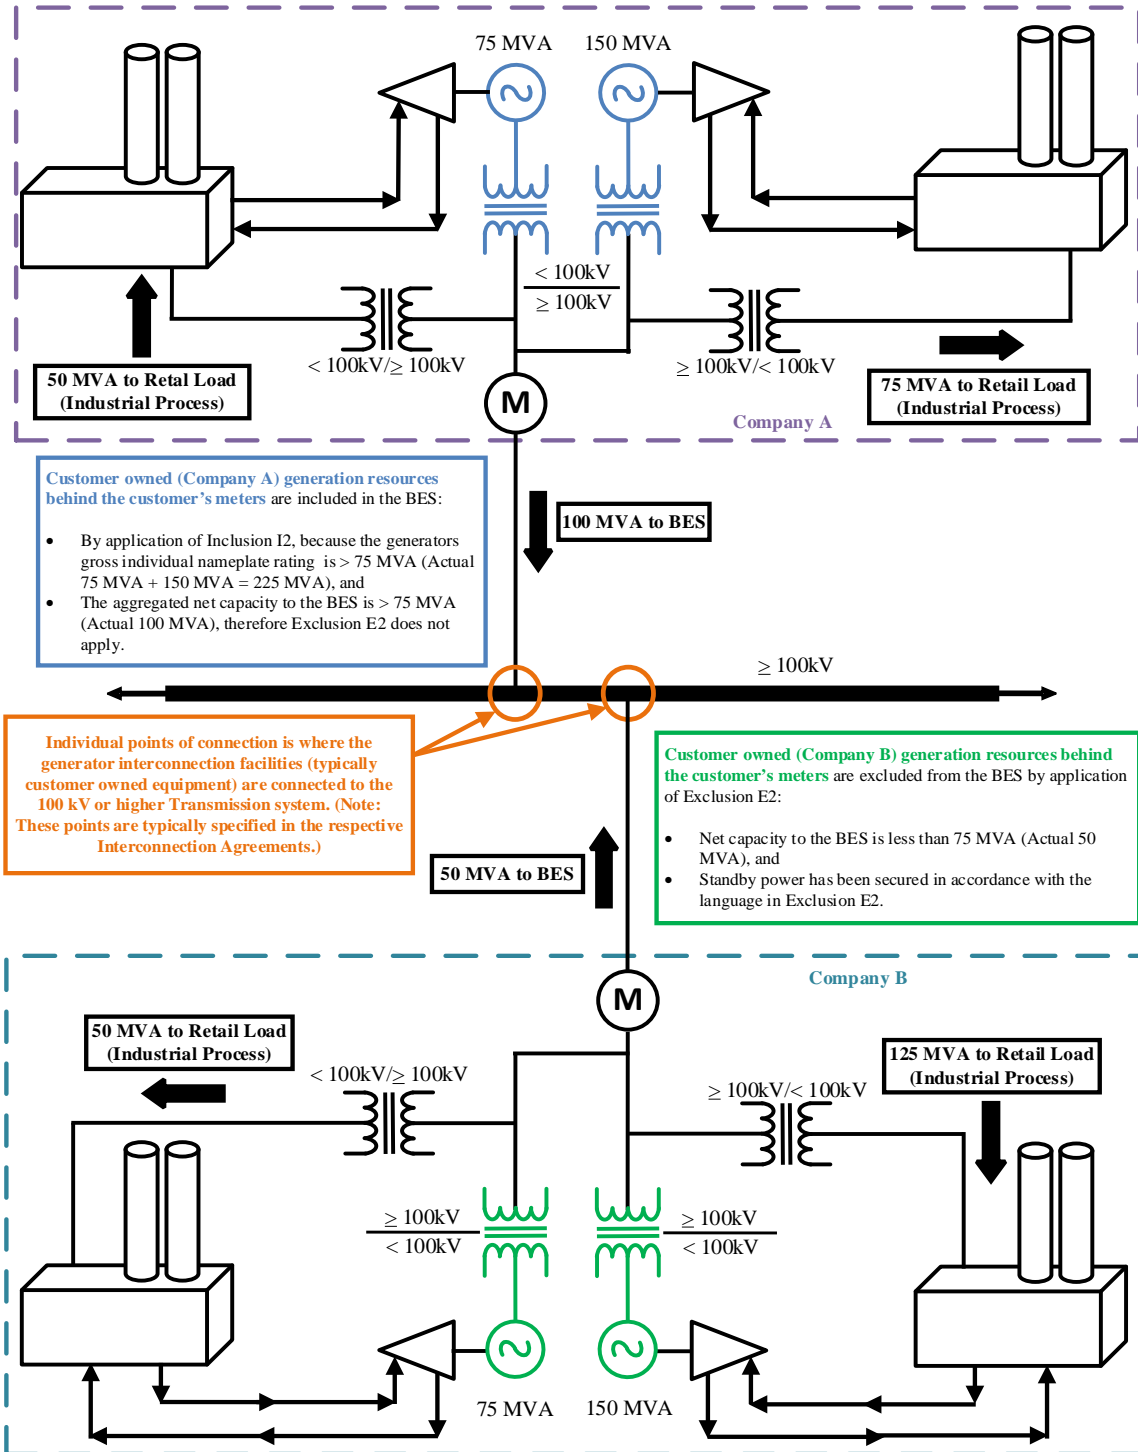 75 MVA
150 MVA
< 100kV
≥ 100kV
< 100kV/≥ 100kV
≥ 100kV/< 100kV
50 MVA to Retal Load
(Industrial Process)
75 MVA to Retail Load
(Industrial Process)
M
Company A
Customer owned (Company A) generation resources
behind the customer's meters are included in the BES:
• By application of Inclusion I2, because the generators
gross individual nameplate rating is > 75 MVA (Actual
75 MVA + 150 MVA = 225 MVA), and
• The aggregated net capacity to the BES is > 75 MVA
(Actual 100 MVA), therefore Exclusion E2 does not
apply.
100 MVA to BES
≥ 100kV
Individual points of connection is where the
generator interconnection facilities (typically
customer owned equipment) are connected to the
100 kV or higher Transmission system. (Note:
These points are typically specified in the respective
Interconnection Agreements.)
Customer owned (Company B) generation resources behind
the customer's meters are excluded from the BES by application
of Exclusion E2:
• Net capacity to the BES is less than 75 MVA (Actual 50
MVA), and
• Standby power has been secured in accordance with the
language in Exclusion E2.
50 MVA to BES
Company B
M
50 MVA to Retail Load
(Industrial Process)
125 MVA to Retail Load
(Industrial Process)
< 100kV/≥ 100kV
≥ 100kV/< 100kV
≥ 100kV
< 100kV
≥ 100kV
< 100kV
75 MVA
150 MVA